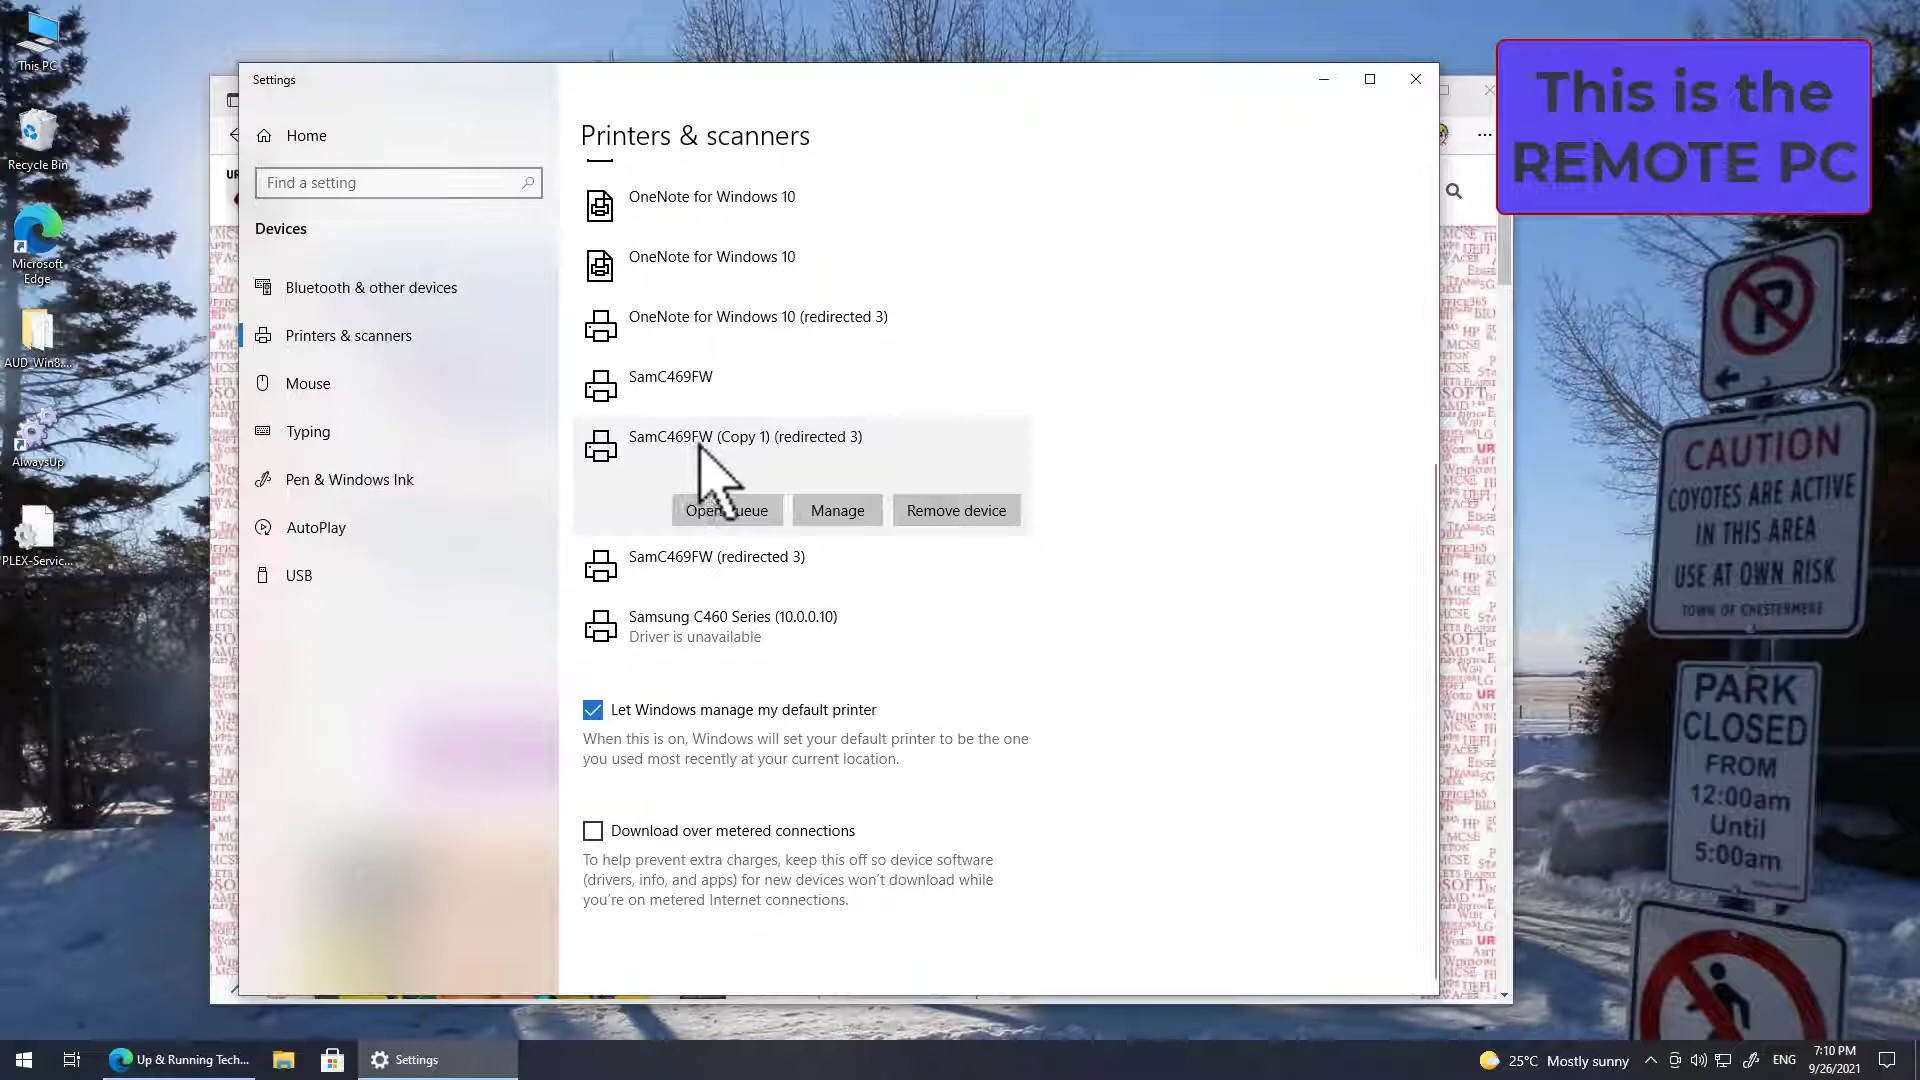 This PC
Recycle Bin
Microsoft
Edge
AUD_Win8....
AlwaysUp
PLEX-Servic...
Settings
Home
Find a setting
Devices
Bluetooth & other devices
Printers & scanners
Mouse
Typing
Pen & Windows Ink
AutoPlay
USB
Printers & scanners
OneNote for Windows 10
OneNote for Windows 10
OneNote for Windows 10 (redirected 3)
SamC469FW
SamC469FW (Copy 1) (redirected 3)
Manage
Remove device
SamC469FW (redirected 3)
Samsung C460 Series (10.0.0.10)
Driver is unavailable
Let Windows manage my default printer
When this is on, Windows will set your default printer to be the one
you used most recently at your current location.
Download over metered connections
To help prevent extra charges, keep this off so device software
(drivers, info, and apps) for new devices won't download while
you're on metered Internet connections.
This is the
REMOTE PC
P
CAUTION
COYOTES ARE ACTIVE
IN THIS AREA
USE AT OWN RISK
TOWN OF CHESTERMERE
PARK
CLOSED
FROM
12:00am
Until
5:00am
Up & Running Tech...
Settings
25°C Mostly sunny
ENG
7:10 PM
9/26/2021